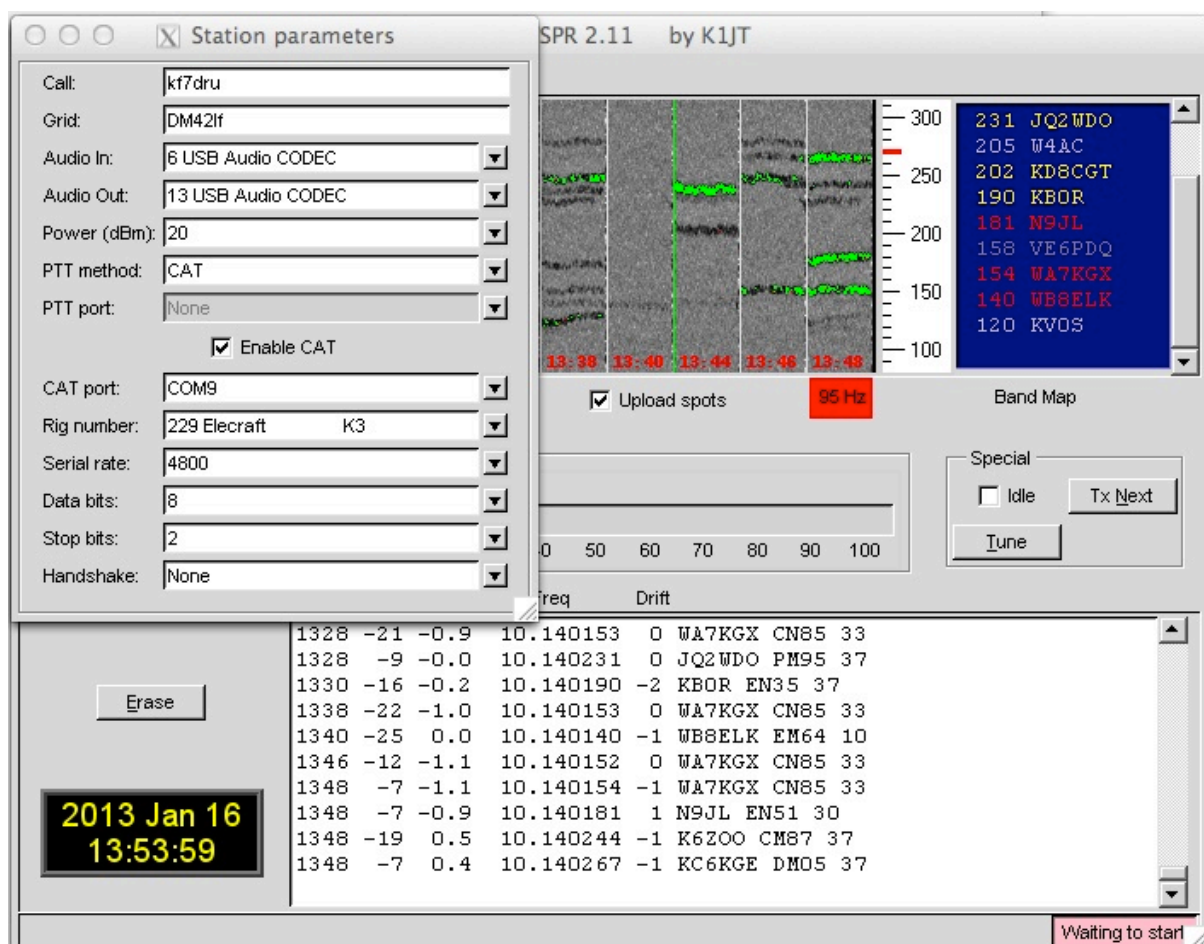 Station parameters
SPR 2.11 by K1JT
Call: kf7dru
Grid: DM42lf
Audio In: 6 USB Audio CODEC
Audio Out: 13 USB Audio CODEC
Power (dBm): 20
PTT method: CAT
PTT port: None
Enable CAT
CAT port: COM9
Rig number: 229 Elecraft K3
Serial rate: 4800
Data bits: 8
Stop bits: 2
Handshake: None
13:38 13:40 13:44 13:46 13:48
300
250
200
150
100
231 JQ2WDO
205 W4AC
202 KD8CGT
190 KB0R
181 N9JL
158 VE6PDQ
154 WA7KGX
140 WB8ELK
120 KV0S
Upload spots
95 Hz
Band Map
Special
Idle
Tx Next
Tune
50 60 70 80 90 100
Freq Drift
1328 -21 -0.9 10.140153 0 WA7KGX CN85 33
1328 -9 -0.0 10.140231 0 JQ2WDO PM95 37
1330 -16 -0.2 10.140190 -2 KB0R EN35 37
1338 -22 -1.0 10.140153 0 WA7KGX CN85 33
1340 -25 0.0 10.140140 -1 WB8ELK EM64 10
1346 -12 -1.1 10.140152 0 WA7KGX CN85 33
1348 -7 -1.1 10.140154 -1 WA7KGX CN85 33
1348 -7 -0.9 10.140181 1 N9JL EN51 30
1348 -19 0.5 10.140244 -1 K6ZOO CM87 37
1348 -7 0.4 10.140267 -1 KC6KGE DM05 37
Erase
2013 Jan 16
13:53:59
Waiting to start